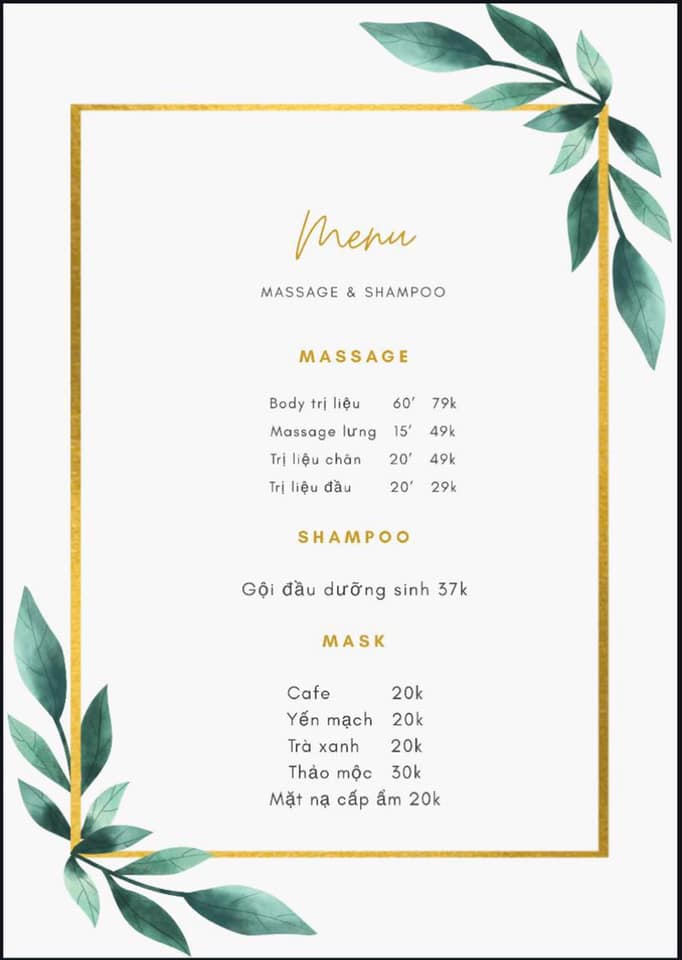 Menu
MASSAGE & SHAMPOO
MASSAGE
Body trị liệu 60' 79k
Massage lưng 15' 49k
Trị liệu chân 20' 49k
Trị liệu đầu 20' 29k
SHAMPOO
Gội đầu dưỡng sinh 37k
MASK
Cafe 20k
Yến mạch 20k
Trà xanh 20k
Thảo mộc 30k
Mặt nạ cấp ẩm 20k